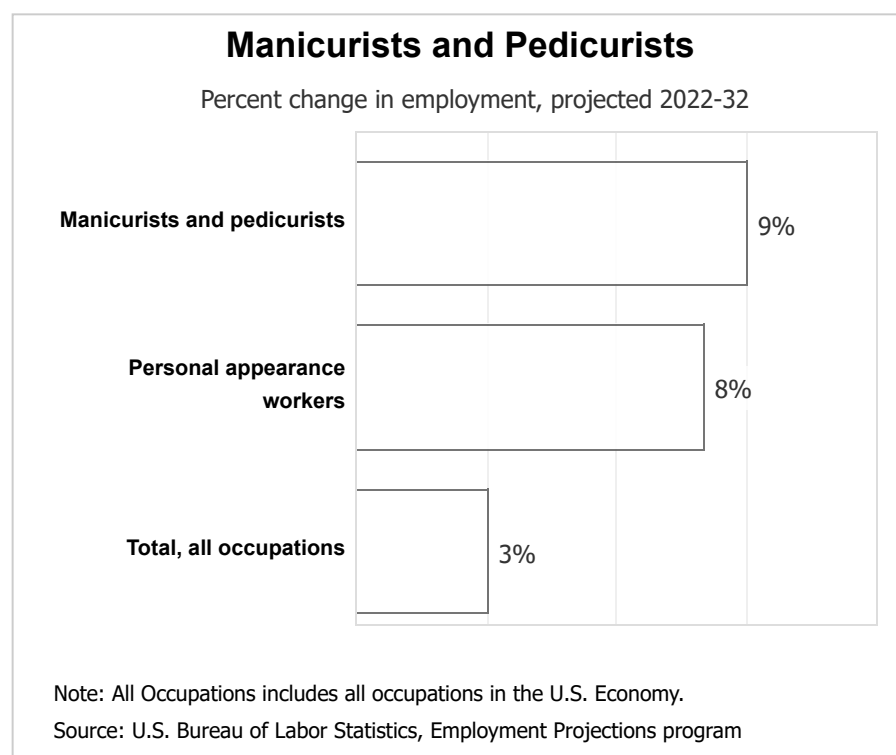 Manicurists and Pedicurists
Percent change in employment, projected 2022-32
Manicurists and pedicurists
9%
Personal appearance
workers
8%
Total, all occupations
3%
Note: All Occupations includes all occupations in the U.S. Economy.
Source: U.S. Bureau of Labor Statistics, Employment Projections program